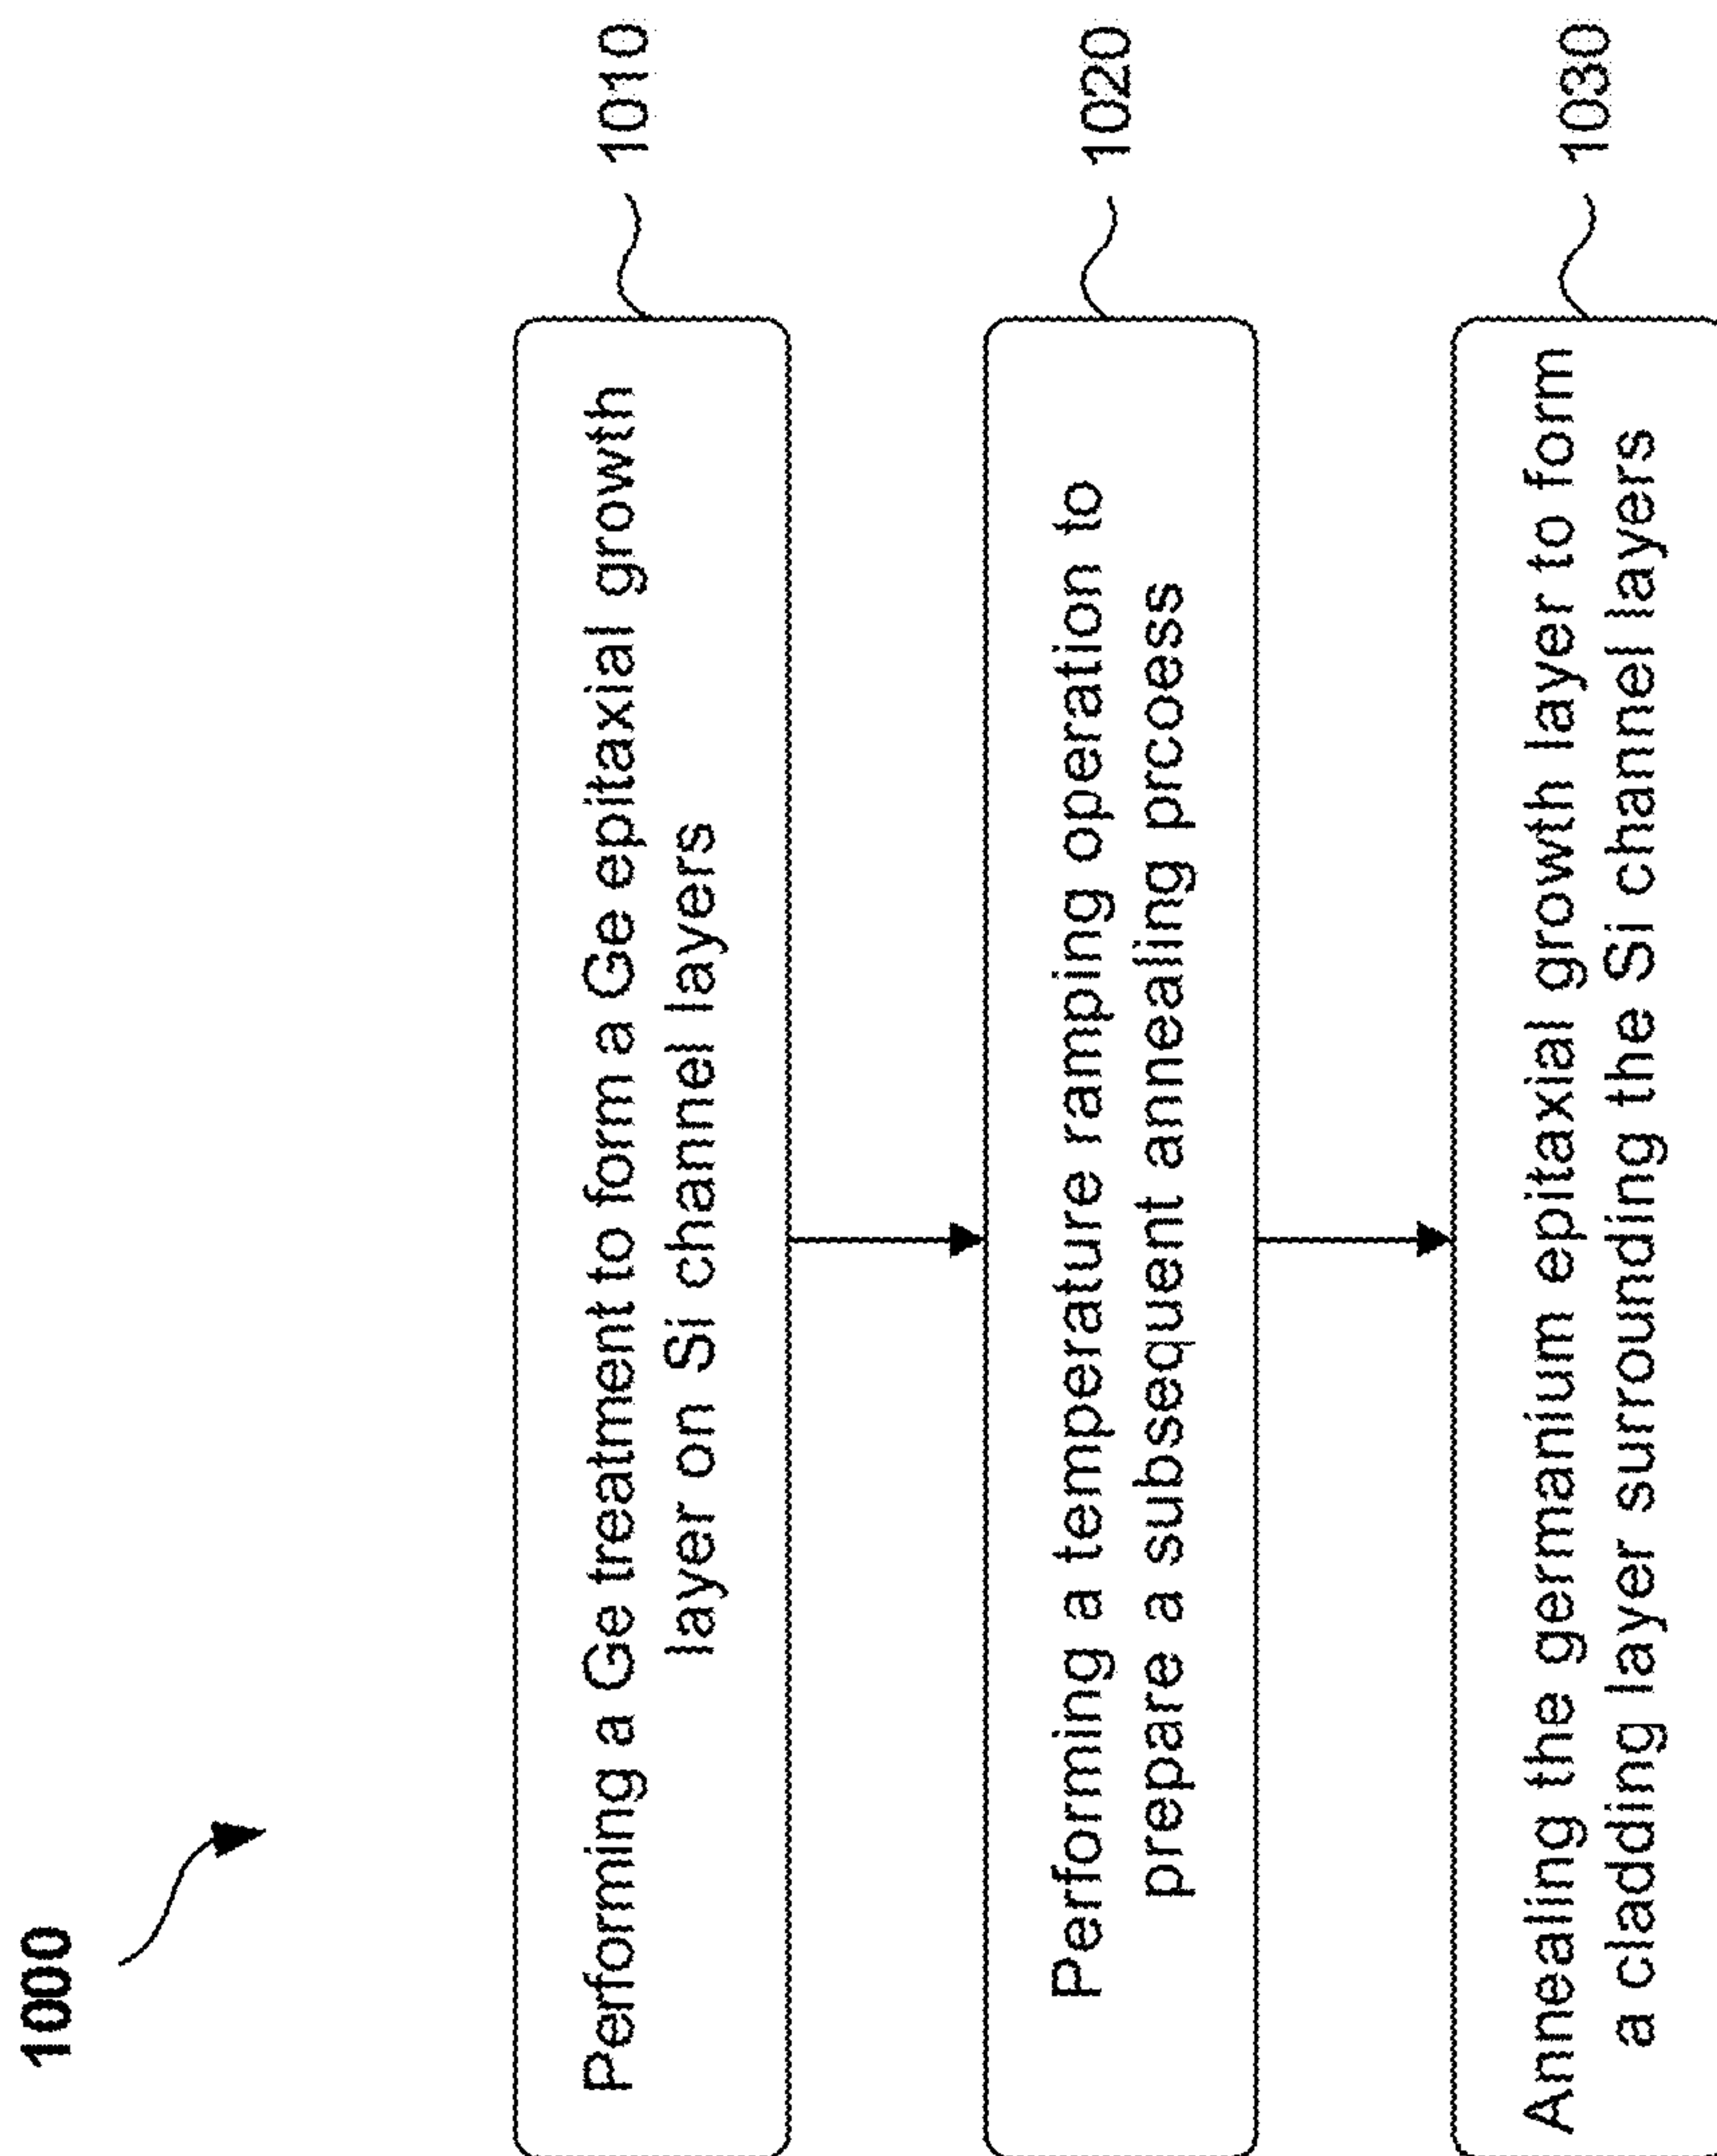 1000
Performing a Ge treatment to form a Ge epitaxial growth
layer on Si channel layers
1010
Performing a temperature ramping operation to
prepare a subsequent annealing prcoess
1020
Annealing the germanium epitaxial growth layer to form
a cladding layer surrounding the Si channel layers
1030